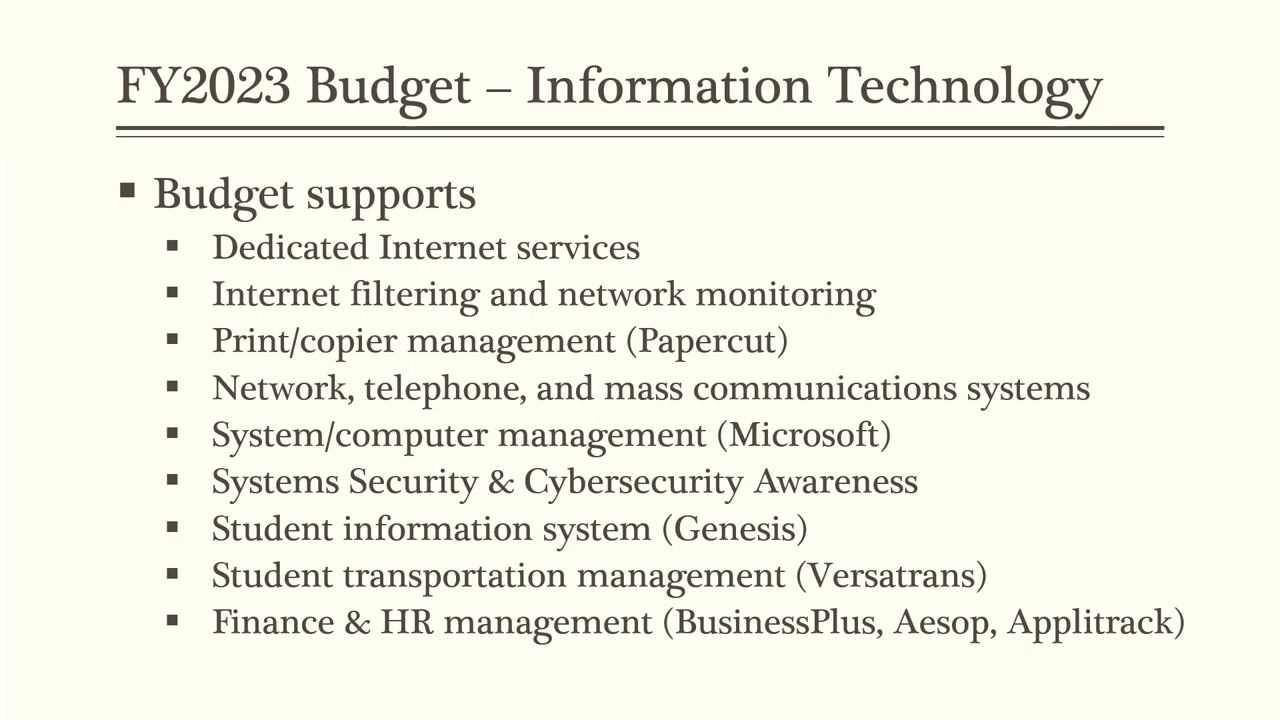 FY2023 Budget – Information Technology
▪ Budget supports
▪ Dedicated Internet services
▪ Internet filtering and network monitoring
▪ Print/copier management (Papercut)
▪ Network, telephone, and mass communications systems
▪ System/computer management (Microsoft)
▪ Systems Security & Cybersecurity Awareness
▪ Student information system (Genesis)
▪ Student transportation management (Versatrans)
▪ Finance & HR management (BusinessPlus, Aesop, Applitrack)